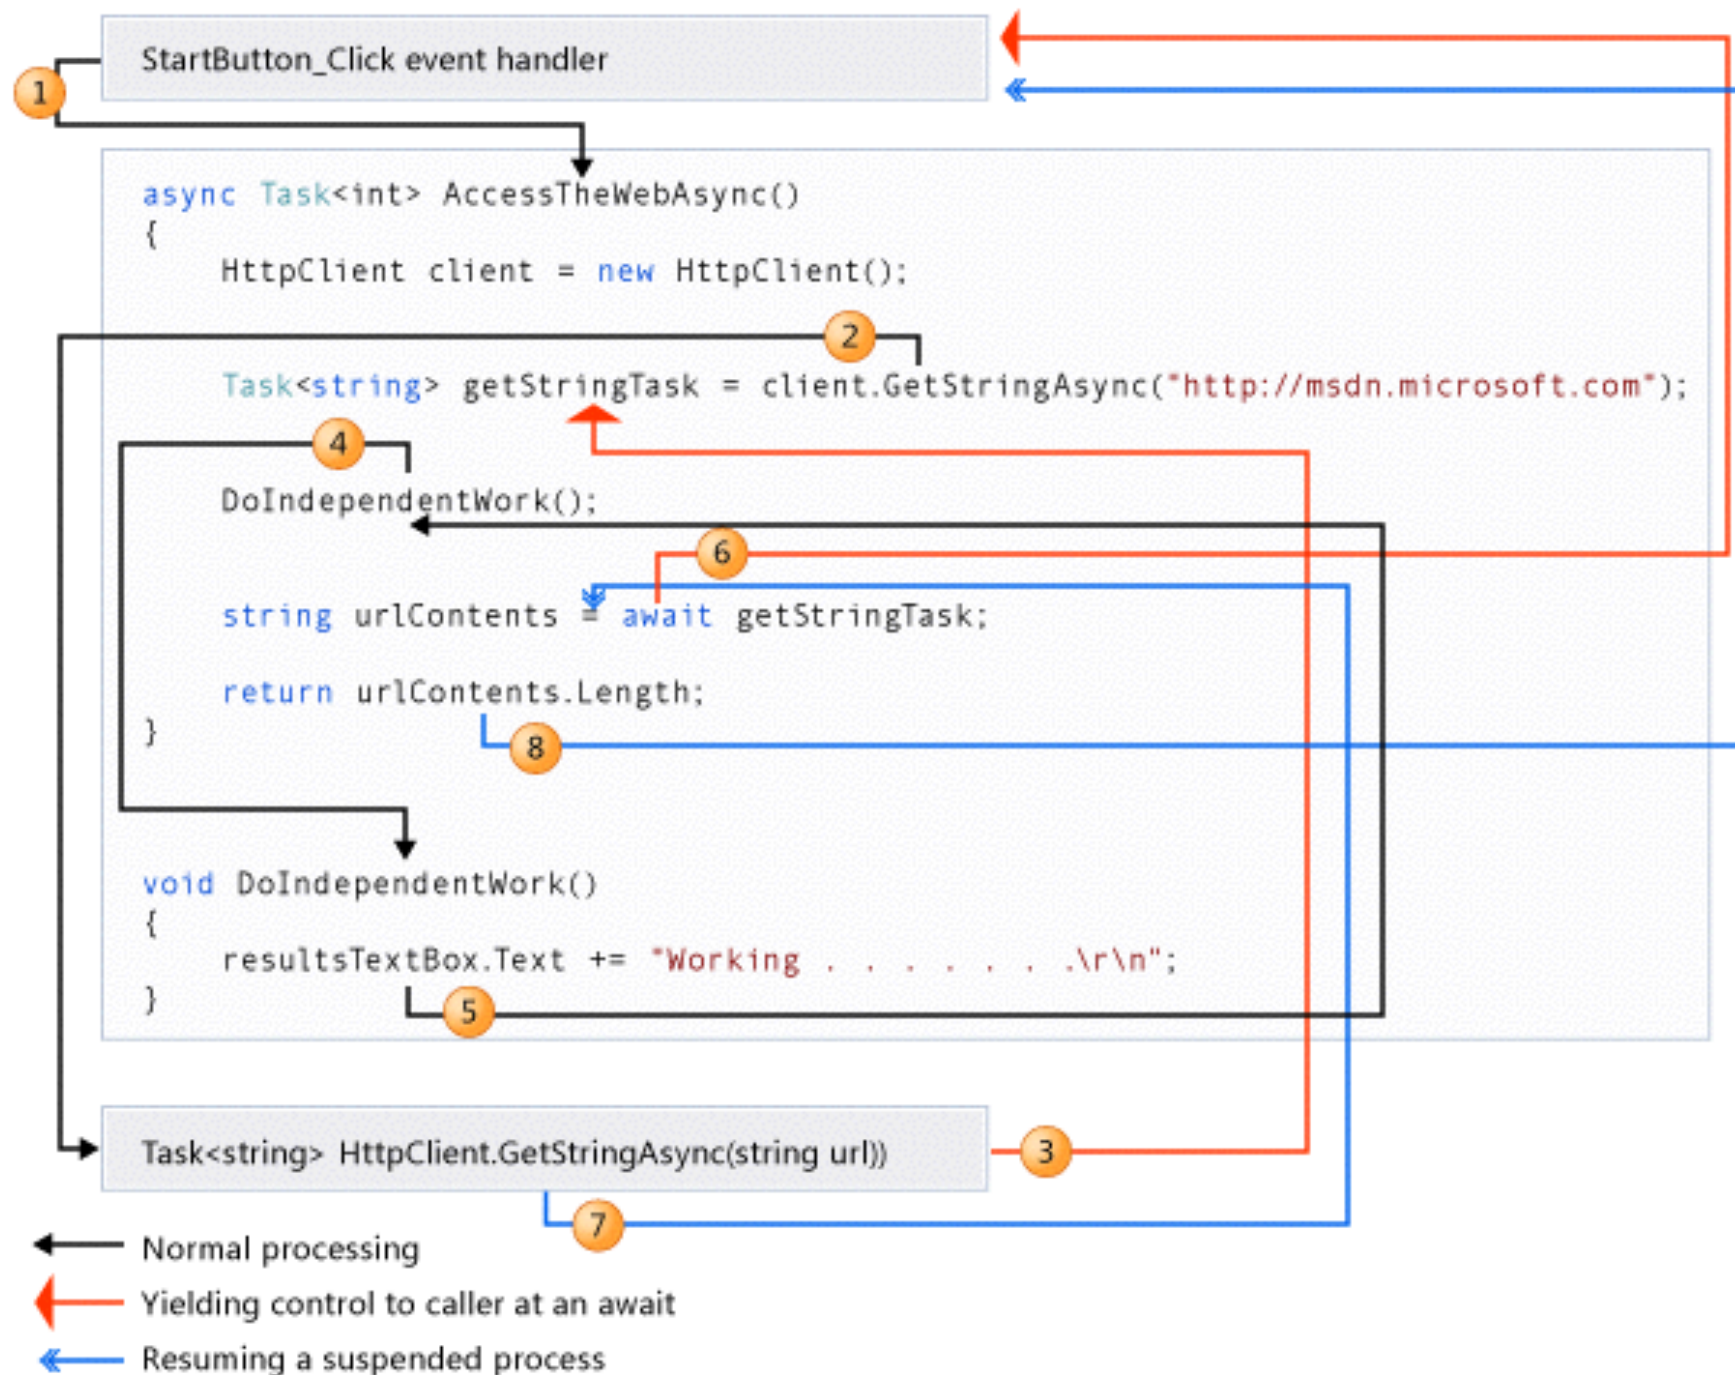 StartButton_Click event handler
1
async Task<int> AccessTheWebAsync()
{
HttpClient client = new HttpClient();
2
Task<string> getStringTask = client.GetStringAsync("http://msdn.microsoft.com");
4
DoIndependentWork();
6
string urlContents = await getStringTask;
return urlContents.Length;
}
8
void DoIndependentWork()
{
resultsTextBox.Text += "Working . . . . . . .\r\n";
}
5
Task<string> HttpClient.GetStringAsync(string url))
3
7
Normal processing
Yielding control to caller at an await
Resuming a suspended process